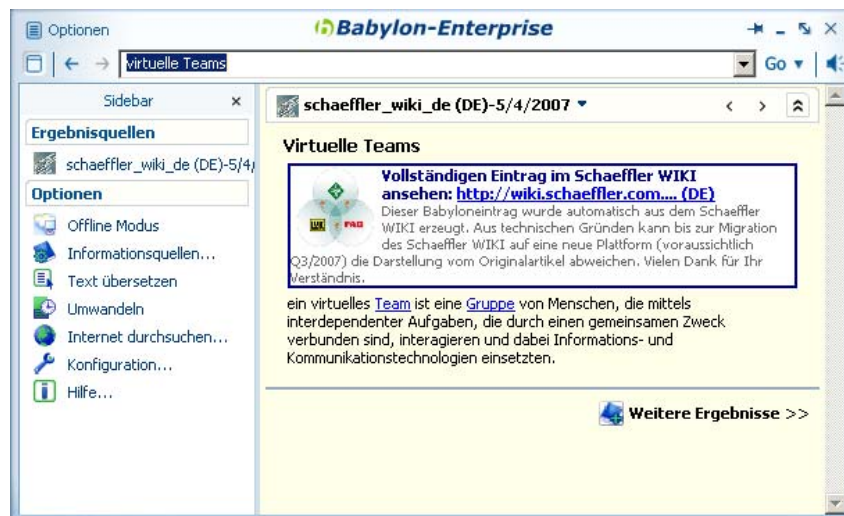 Optionen
Babylon-Enterprise
virtuelle Teams
Go
Sidebar
x
Ergebnisquellen
schaeffler_wiki_de (DE)-5/4/
Optionen
Offline Modus
Informationsquellen...
Text übersetzen
Umwandeln
Internet durchsuchen...
Konfiguration...
Hilfe...
schaeffler_wiki_de (DE)-5/4/2007
Virtuelle Teams
Vollständigen Eintrag im Schaeffler WIKI
ansehen: http://wiki.schaeffler.com.... (DE)
Dieser Babyloneintrag wurde automatisch aus dem Schaeffler
WIKI erzeugt. Aus technischen Gründen kann bis zur Migration
des Schaeffler WIKI auf eine neue Plattform (voraussichtlich
Q3/2007) die Darstellung vom Originalartikel abweichen. Vielen Dank für Ihr
Verständnis.
LUK
FAG
ein virtuelles Team ist eine Gruppe von Menschen, die mittels
interdependenter Aufgaben, die durch einen gemeinsamen Zweck
verbunden sind, interagieren und dabei Informations- und
Kommunikationstechnologien einsetzten.
Weitere Ergebnisse >>